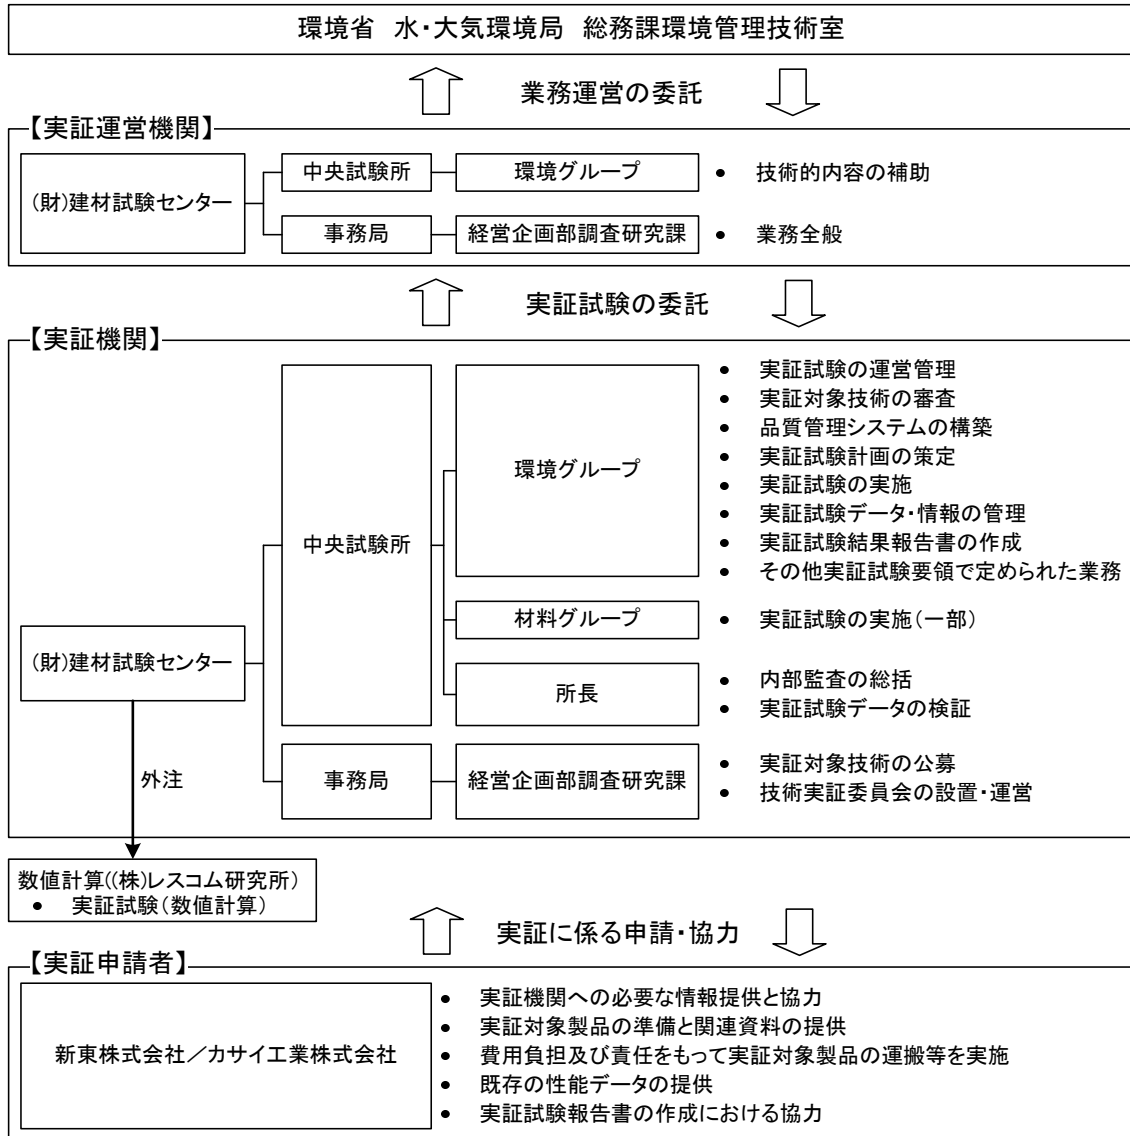 環境省　水・大気環境局　総務課環境管理技術室
業務運営の委託
【実証運営機関】
(財)建材試験センター
中央試験所
環境グループ
• 技術的内容の補助
事務局
経営企画部調査研究課
• 業務全般
実証試験の委託
【実証機関】
(財)建材試験センター
中央試験所
環境グループ
• 実証試験の運営管理
• 実証対象技術の審査
• 品質管理システムの構築
• 実証試験計画の策定
• 実証試験の実施
• 実証試験データ・情報の管理
• 実証試験結果報告書の作成
• その他実証試験要領で定められた業務
材料グループ
• 実証試験の実施(一部)
所長
• 内部監査の総括
• 実証試験データの検証
事務局
経営企画部調査研究課
• 実証対象技術の公募
• 技術実証委員会の設置・運営
外注
数値計算((株)レスコム研究所)
• 実証試験(数値計算)
実証に係る申請・協力
【実証申請者】
新東株式会社／カサイ工業株式会社
• 実証機関への必要な情報提供と協力
• 実証対象製品の準備と関連資料の提供
• 費用負担及び責任をもって実証対象製品の運搬等を実施
• 既存の性能データの提供
• 実証試験報告書の作成における協力